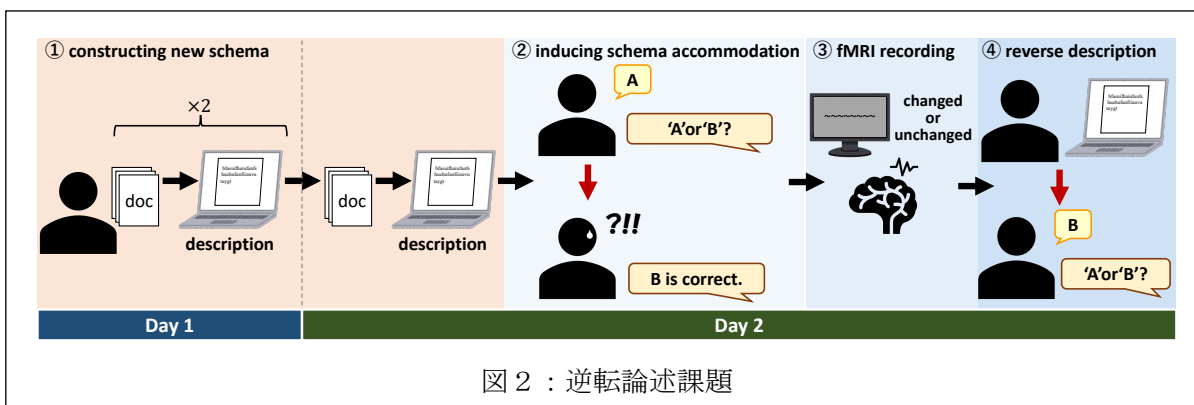 ① constructing new schema
×2
doc
description
doc
description
② inducing schema accommodation
A
‘A’or‘B’?
?!!
B is correct.
③ fMRI recording
~~~~~~~~
changed
or
unchanged
④ reverse description
B
‘A’or‘B’?
Day 1
Day 2
図２：逆転論述課題